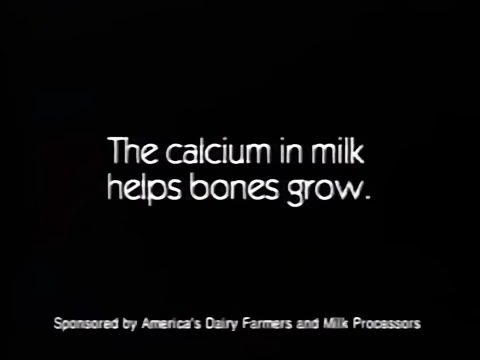 The calcium in milk
helps bones grow.
Sponsored by America's Dairy Farmers and Milk Processors